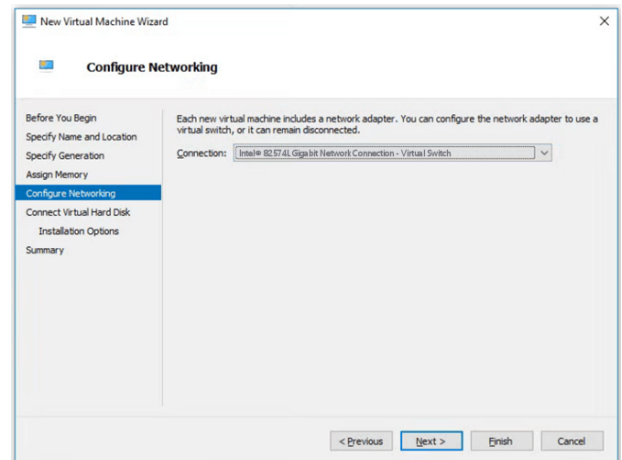 New Virtual Machine Wizard
Configure Networking
Before You Begin
Specify Name and Location
Specify Generation
Assign Memory
Configure Networking
Connect Virtual Hard Disk
Installation Options
Summary
Each new virtual machine includes a network adapter. You can configure the network adapter to use a
virtual switch, or it can remain disconnected.
Connection: Intel® 82574L Gigabit Network Connection - Virtual Switch
< Previous Next > Finish Cancel